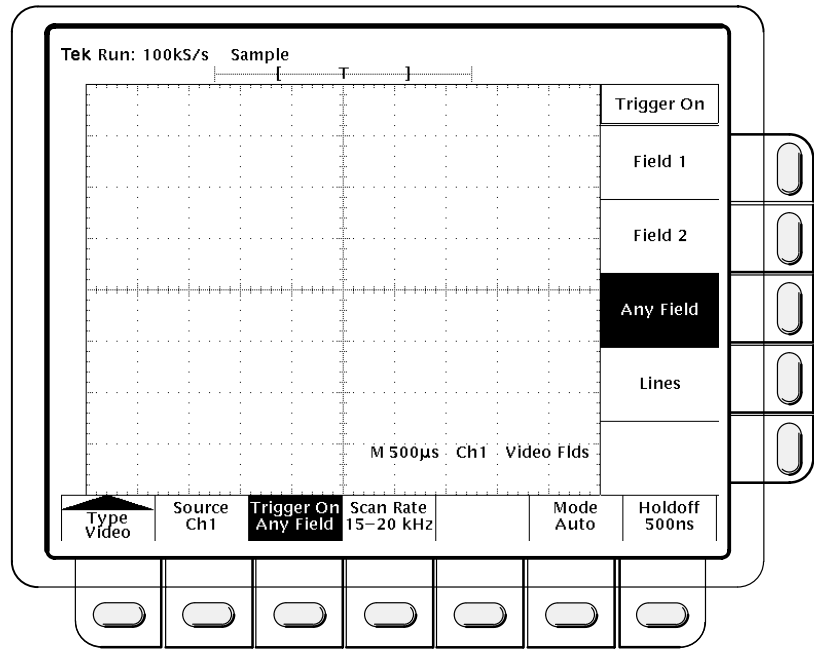 Tek Run: 100kS/s Sample
[ T ]
Trigger On
Field 1
Field 2
Any Field
Lines
M 500µs Ch1 Video Flds
Type
Video
Source
Ch1
Trigger On
Any Field
Scan Rate
15–20 kHz
Mode
Auto
Holdoff
500ns